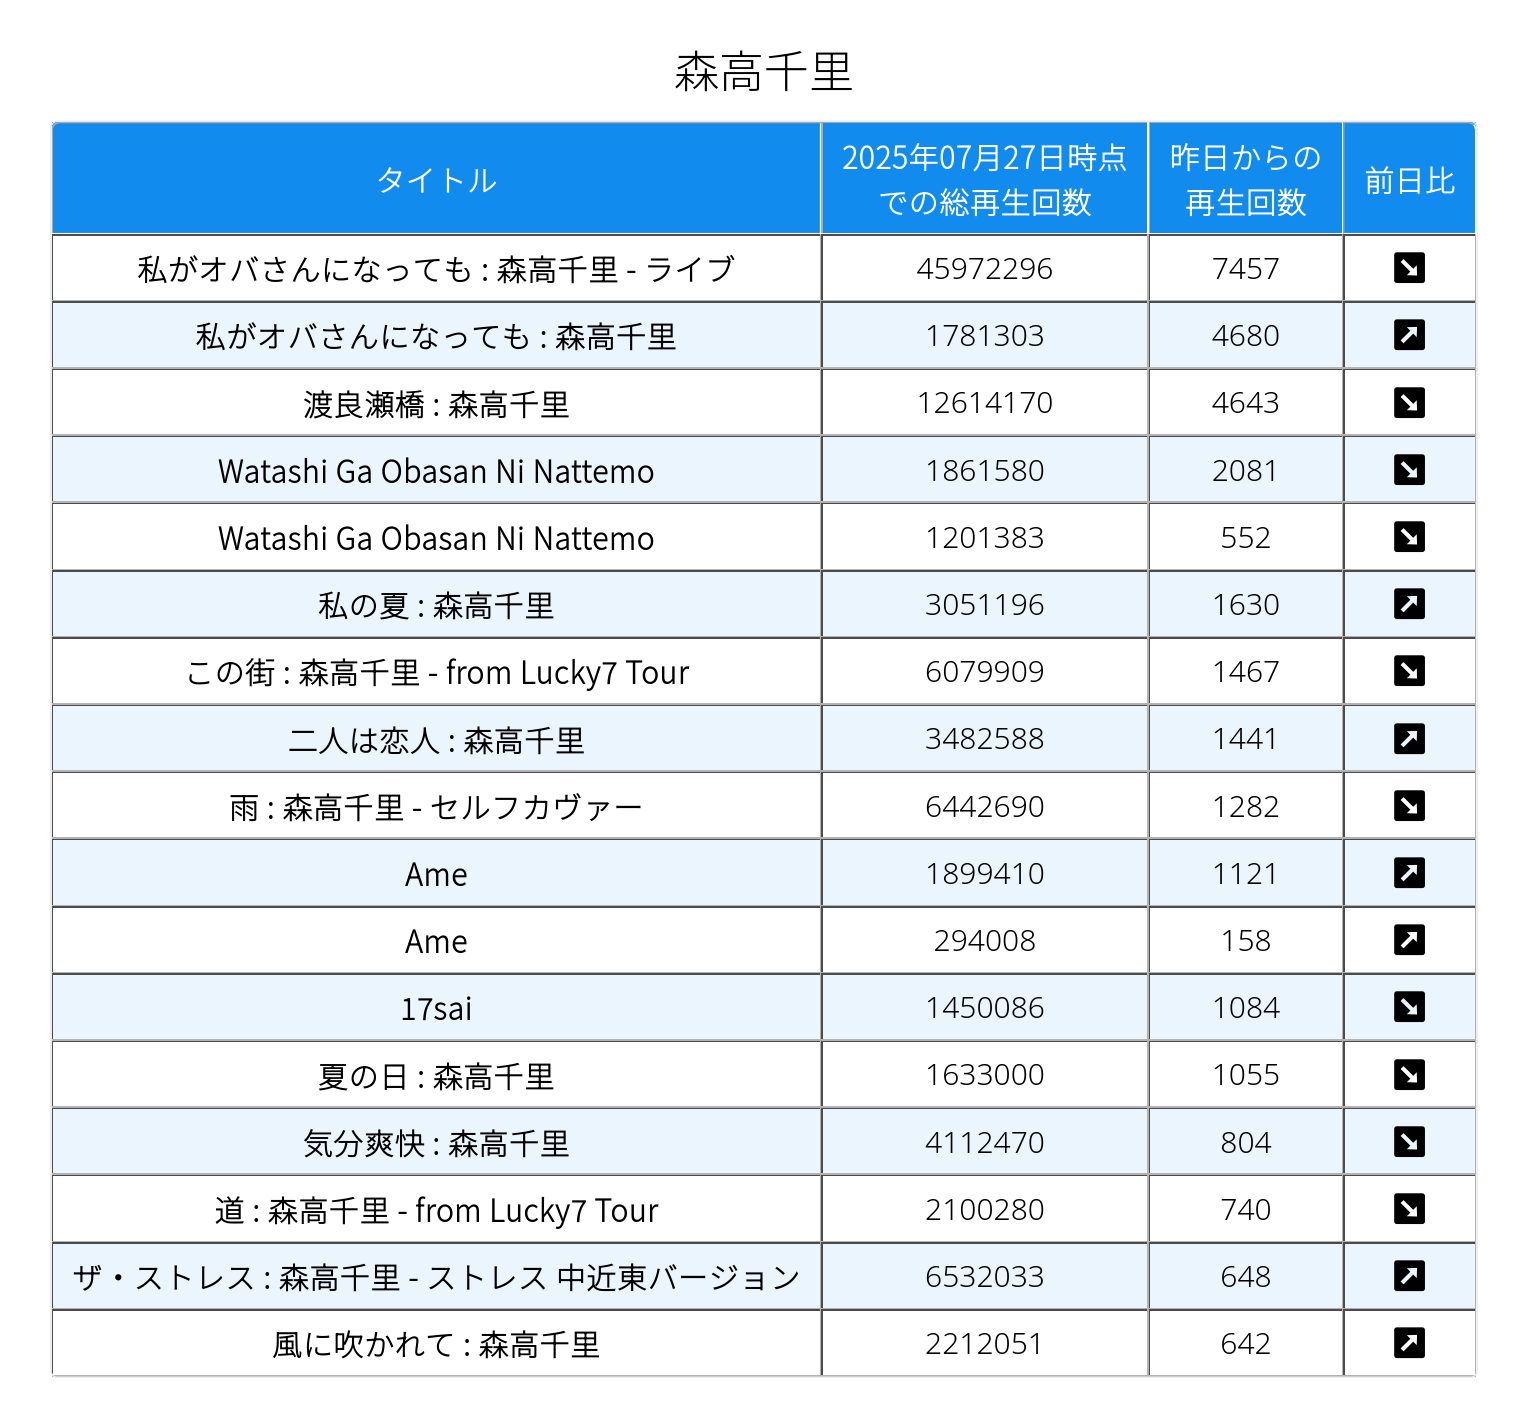 森高千里
タイトル 2025年07月27日時点での総再生回数 昨日からの再生回数 前日比
私がオバさんになっても : 森高千里 - ライブ 45972296 7457 ↘
私がオバさんになっても : 森高千里 1781303 4680 ↗
渡良瀬橋 : 森高千里 12614170 4643 ↘
Watashi Ga Obasan Ni Nattemo 1861580 2081 ↘
Watashi Ga Obasan Ni Nattemo 1201383 552 ↘
私の夏 : 森高千里 3051196 1630 ↗
この街 : 森高千里 - from Lucky7 Tour 6079909 1467 ↘
二人は恋人 : 森高千里 3482588 1441 ↗
雨 : 森高千里 - セルフカヴァー 6442690 1282 ↘
Ame 1899410 1121 ↗
Ame 294008 158 ↗
17sai 1450086 1084 ↘
夏の日 : 森高千里 1633000 1055 ↘
気分爽快 : 森高千里 4112470 804 ↘
道 : 森高千里 - from Lucky7 Tour 2100280 740 ↘
ザ・ストレス : 森高千里 - ストレス 中近東バージョン 6532033 648 ↗
風に吹かれて : 森高千里 2212051 642 ↗